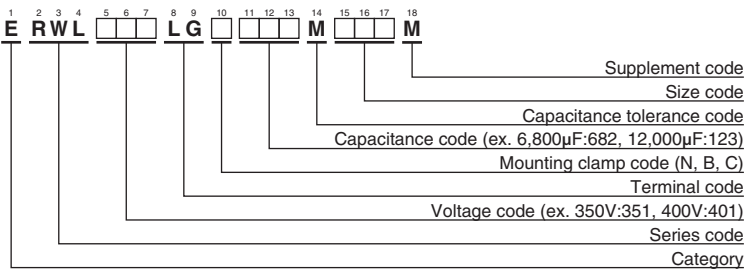 1 2 3 4 5 6 7 8 9 10 11 12 13 14 15 16 17 18
E RWL LG M M
Supplement code
Size code
Capacitance tolerance code
Capacitance code (ex. 6,800µF:682, 12,000µF:123)
Mounting clamp code (N, B, C)
Terminal code
Voltage code (ex. 350V:351, 400V:401)
Series code
Category